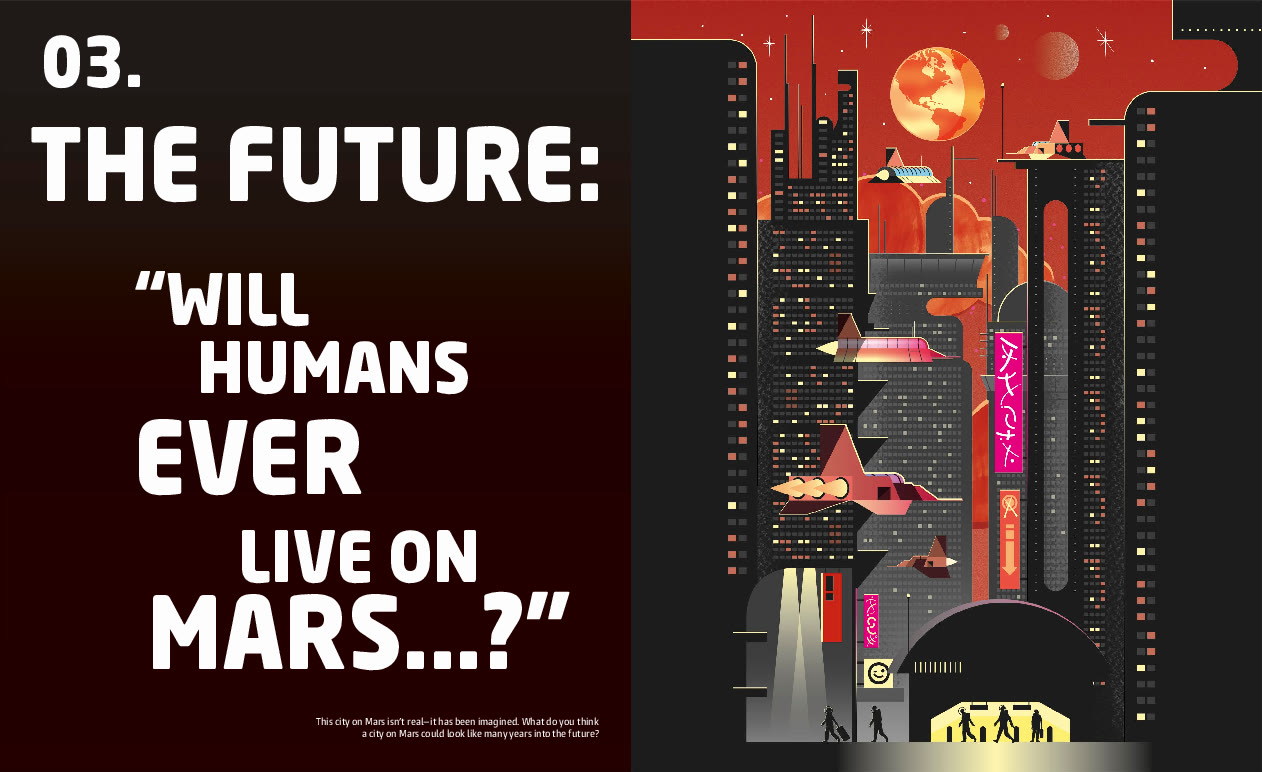 03.
THE FUTURE:
“WILL
HUMANS
EVER
LIVE ON
MARS...?”
This city on Mars isn’t real—it has been imagined. What do you think
a city on Mars could look like many years into the future?